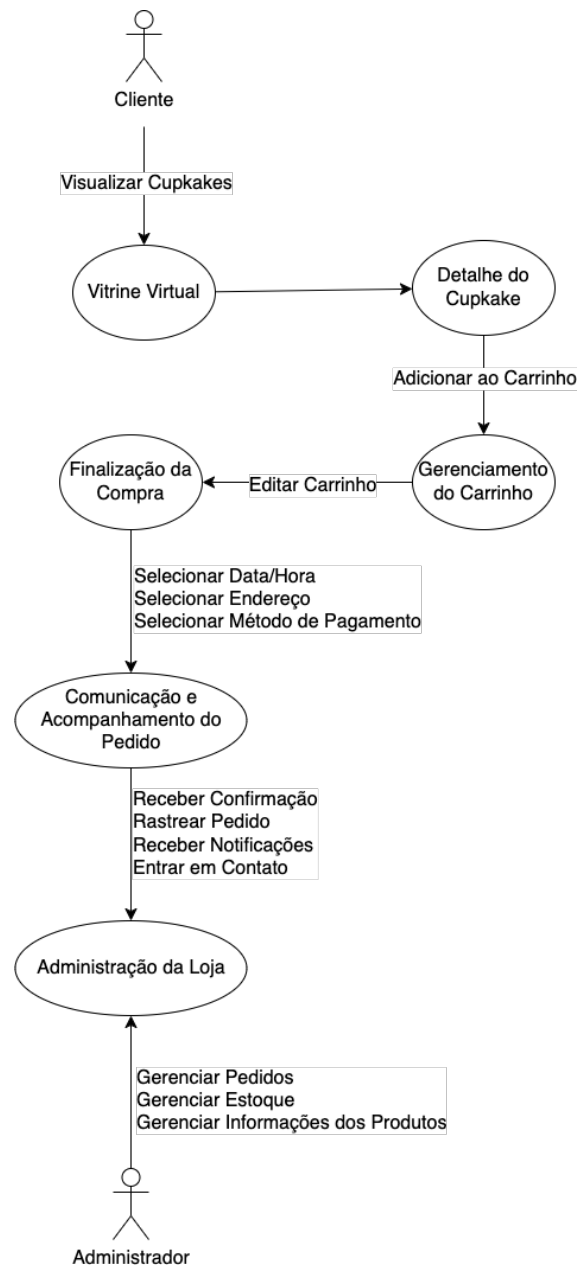 Cliente
Visualizar Cupkakes
Vitrine Virtual
Detalhe do
Cupkake
Adicionar ao Carrinho
Gerenciamento
do Carrinho
Editar Carrinho
Finalização da
Compra
Selecionar Data/Hora
Selecionar Endereço
Selecionar Método de Pagamento
Comunicação e
Acompanhamento do
Pedido
Receber Confirmação
Rastrear Pedido
Receber Notificações
Entrar em Contato
Administração da Loja
Gerenciar Pedidos
Gerenciar Estoque
Gerenciar Informações dos Produtos
Administrador